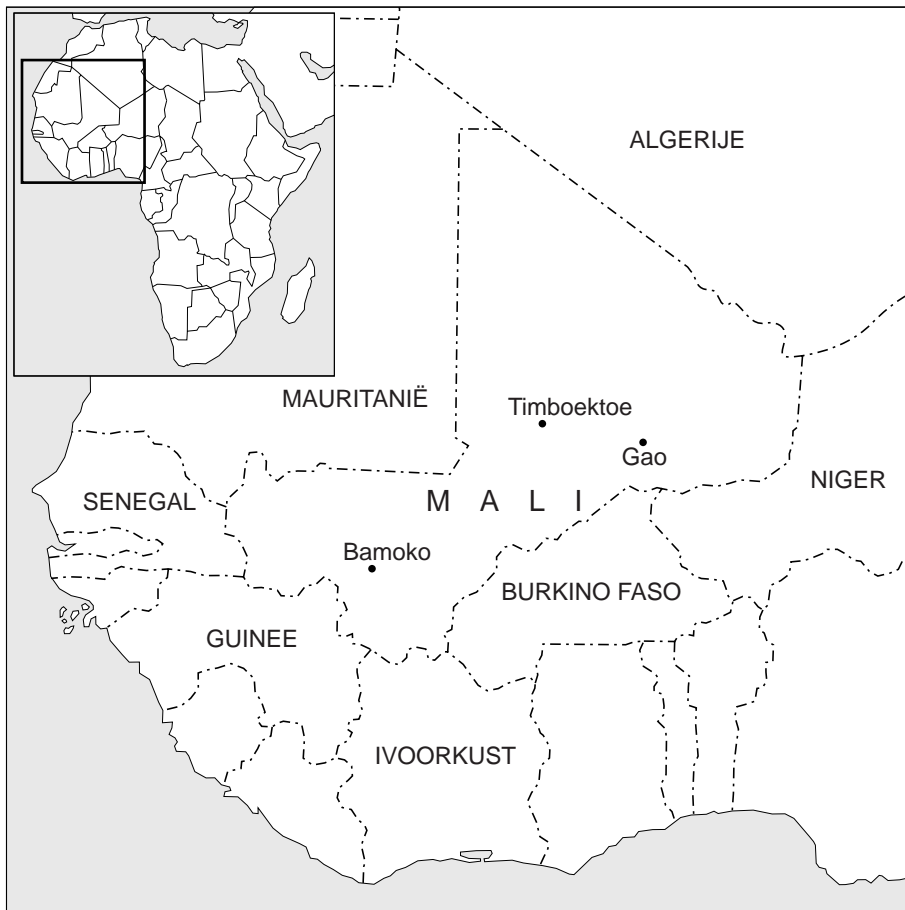 ALGERIJE
MAURITANIË
Timboektoe
Gao
NIGER
SENEGAL
M A L I
Bamoko
BURKINO FASO
GUINEE
IVOORKUST